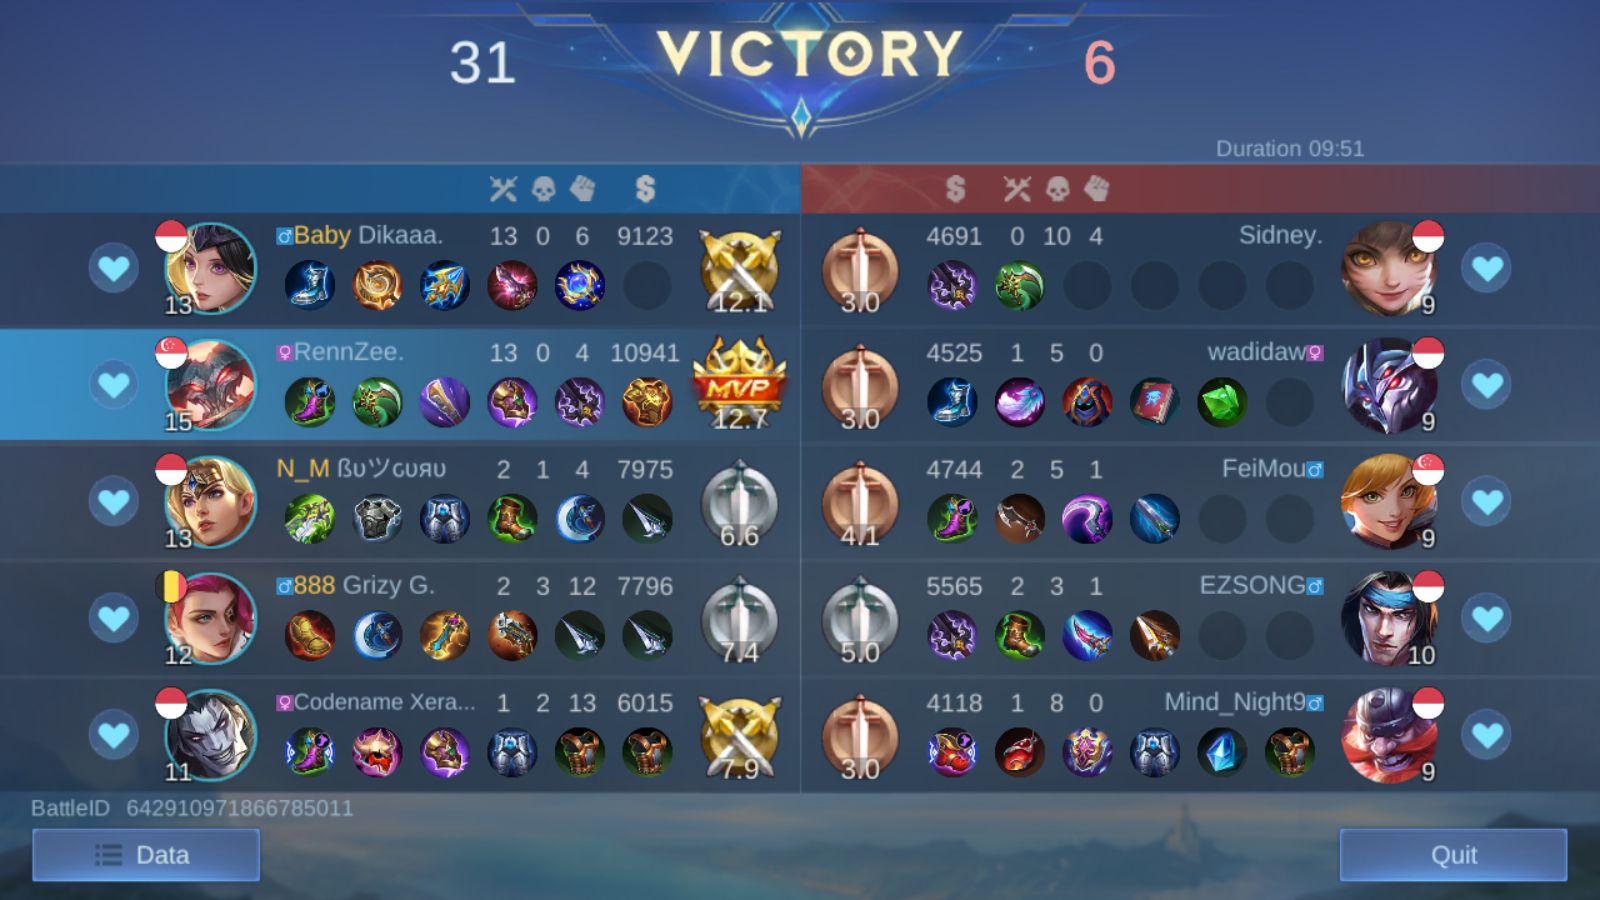 31 VICTORY 6
Duration 09:51
Baby Dikaaa. 13 0 6 9123
13 12.1
4691 0 10 4 Sidney.
3.0 9
RennZee. 13 0 4 10941
15 MVP 12.7
4525 1 5 0 wadidaw
3.0 9
N_M ßυツgυяυ 2 1 4 7975
13 6.6
4744 2 5 1 FeiMou
4.1 9
888 Grizy G. 2 3 12 7796
12 7.4
5565 2 3 1 EZSONG
5.0 10
Codename Xera... 1 2 13 6015
11 7.9
4118 1 8 0 Mind_Night9
3.0 9
BattleID 642910971866785011
Data Quit